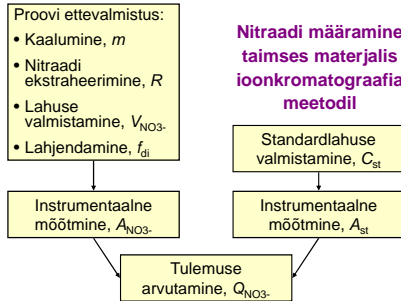 Proovi ettevalmistus:
• Kaalumine, m
• Nitraadi
ekstraheerimine, R
• Lahuse
valmistamine, VNO3-
• Lahjendamine, fdi
Nitraadi määramine
taimses materjalis
ioonkromatograafia
meetodil
Standardlahuse
valmistamine, Cst
Instrumentaalne
mõõtmine, ANO3-
Instrumentaalne
mõõtmine, Ast
Tulemuse
arvutamine, QNO3-